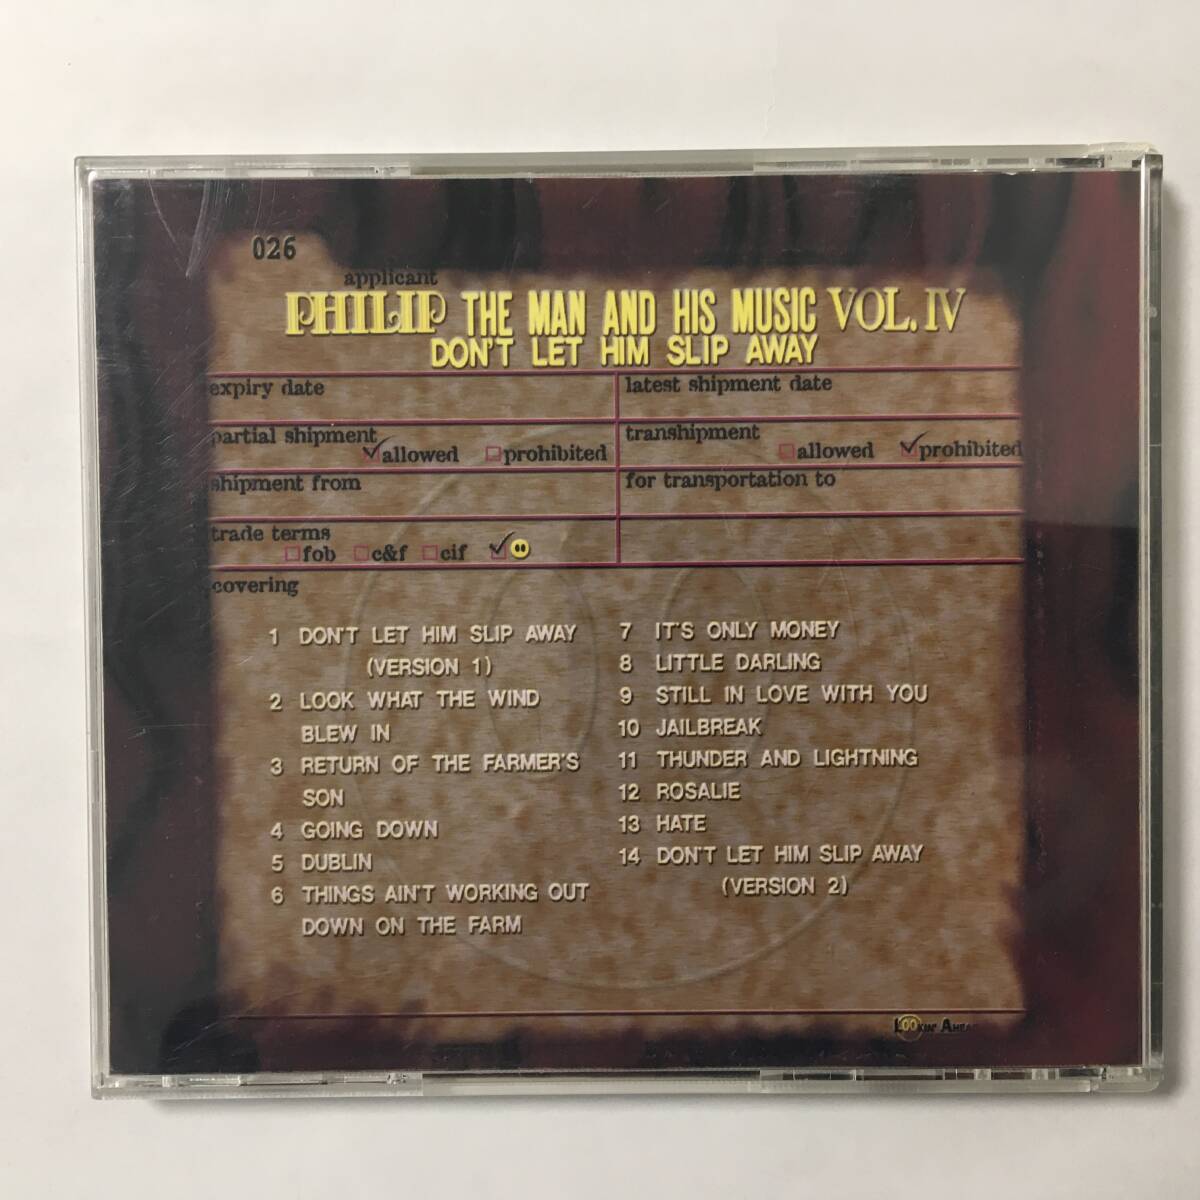 026
applicant
PHILIP THE MAN AND HIS MUSIC VOL. IV
DON'T LET HIM SLIP AWAY
expiry date
latest shipment date
partial shipment
allowed prohibited
transhipment
allowed prohibited
shipment from
for transportation to
trade terms
fob c&f cif
covering
1 DON'T LET HIM SLIP AWAY
(VERSION 1)
2 LOOK WHAT THE WIND
BLEW IN
3 RETURN OF THE FARMER'S
SON
4 GOING DOWN
5 DUBLIN
6 THINGS AIN'T WORKING OUT
DOWN ON THE FARM
7 IT'S ONLY MONEY
8 LITTLE DARLING
9 STILL IN LOVE WITH YOU
10 JAILBREAK
11 THUNDER AND LIGHTNING
12 ROSALIE
13 HATE
14 DON'T LET HIM SLIP AWAY
(VERSION 2)
LOOKIN' AHEAD